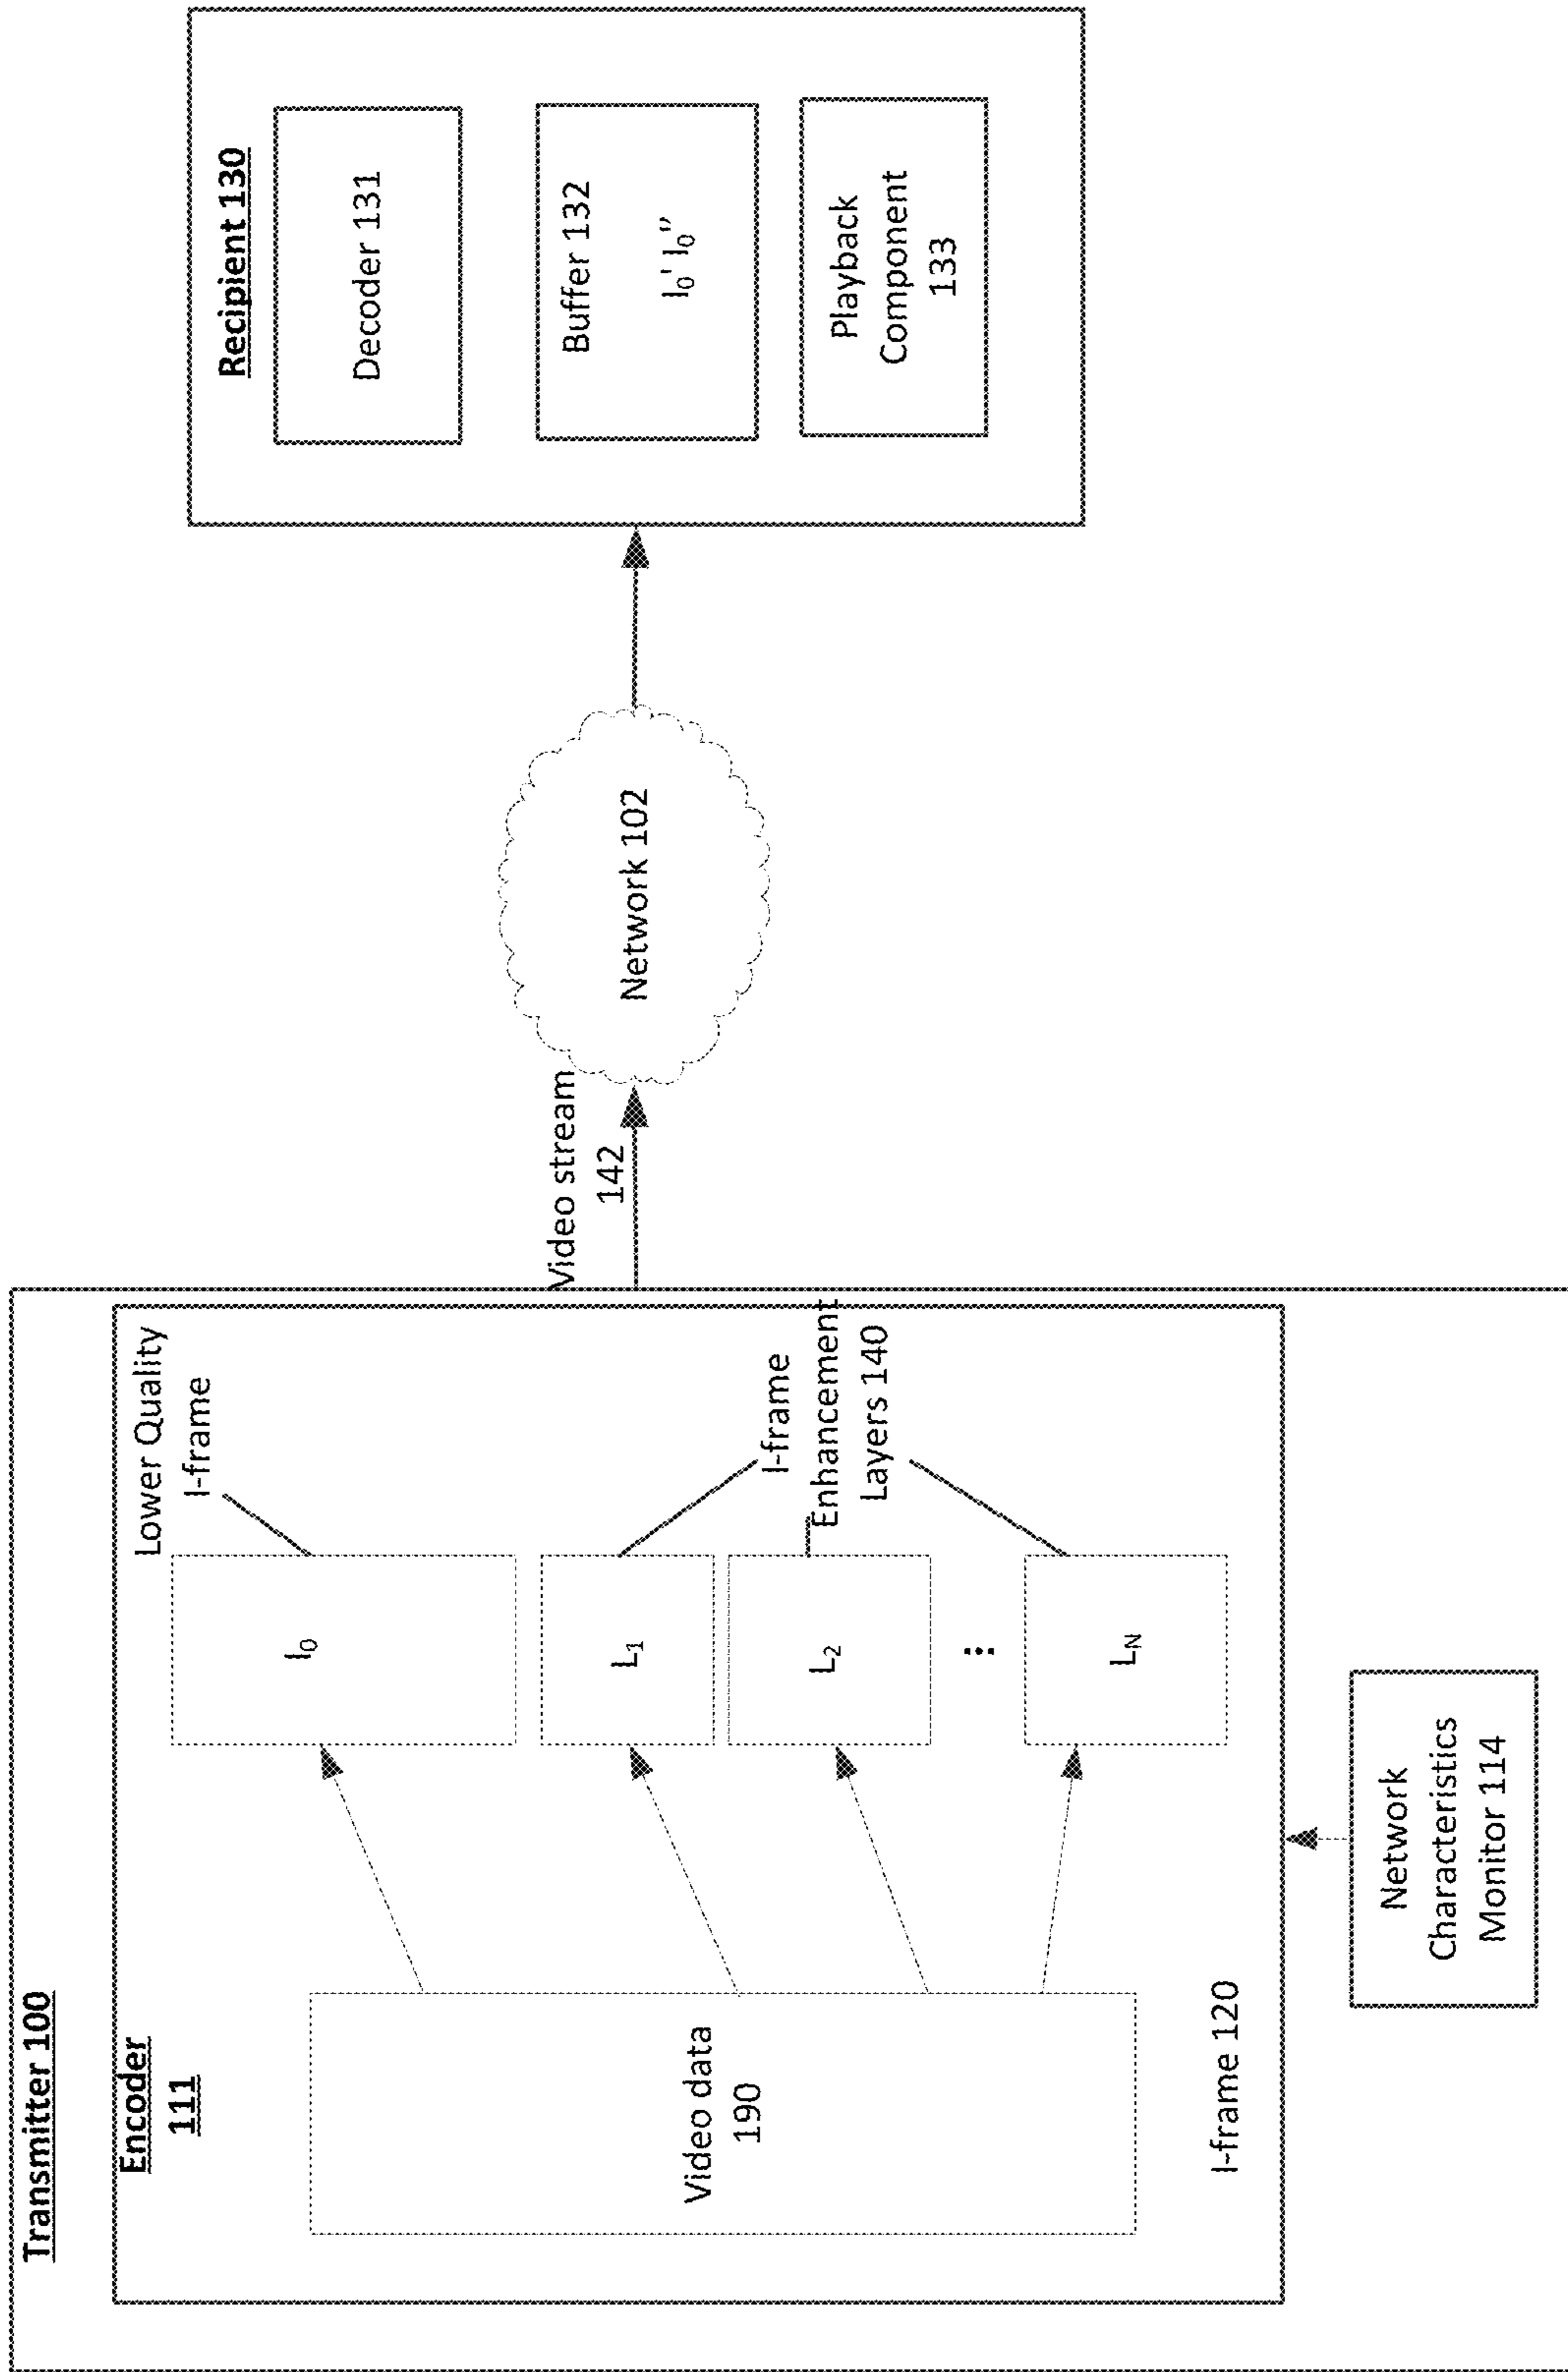 Transmitter 100
Encoder
111
Video data
190
I-frame 120
I₀
L₁
L₂
⋮
L_N
Lower Quality
I-frame
I-frame
Enhancement
Layers 140
Network
Characteristics
Monitor 114
Video stream
142
Network 102
Recipient 130
Decoder 131
Buffer 132
I₀' I₀''
Playback
Component
133